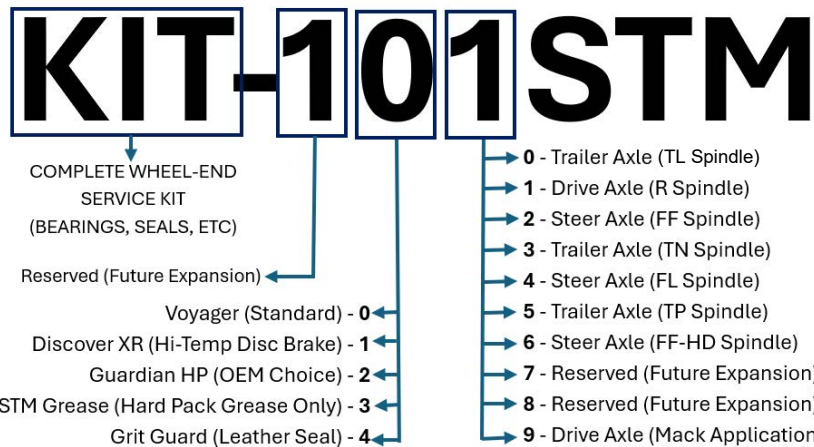 KIT-101STM
COMPLETE WHEEL-END
SERVICE KIT
(BEARINGS, SEALS, ETC)
Reserved (Future Expansion)
Voyager (Standard) - 0
Discover XR (Hi-Temp Disc Brake) - 1
Guardian HP (OEM Choice) - 2
STM Grease (Hard Pack Grease Only) - 3
Grit Guard (Leather Seal) - 4
0 - Trailer Axle (TL Spindle)
1 - Drive Axle (R Spindle)
2 - Steer Axle (FF Spindle)
3 - Trailer Axle (TN Spindle)
4 - Steer Axle (FL Spindle)
5 - Trailer Axle (TP Spindle)
6 - Steer Axle (FF-HD Spindle)
7 - Reserved (Future Expansion)
8 - Reserved (Future Expansion)
9 - Drive Axle (Mack Application